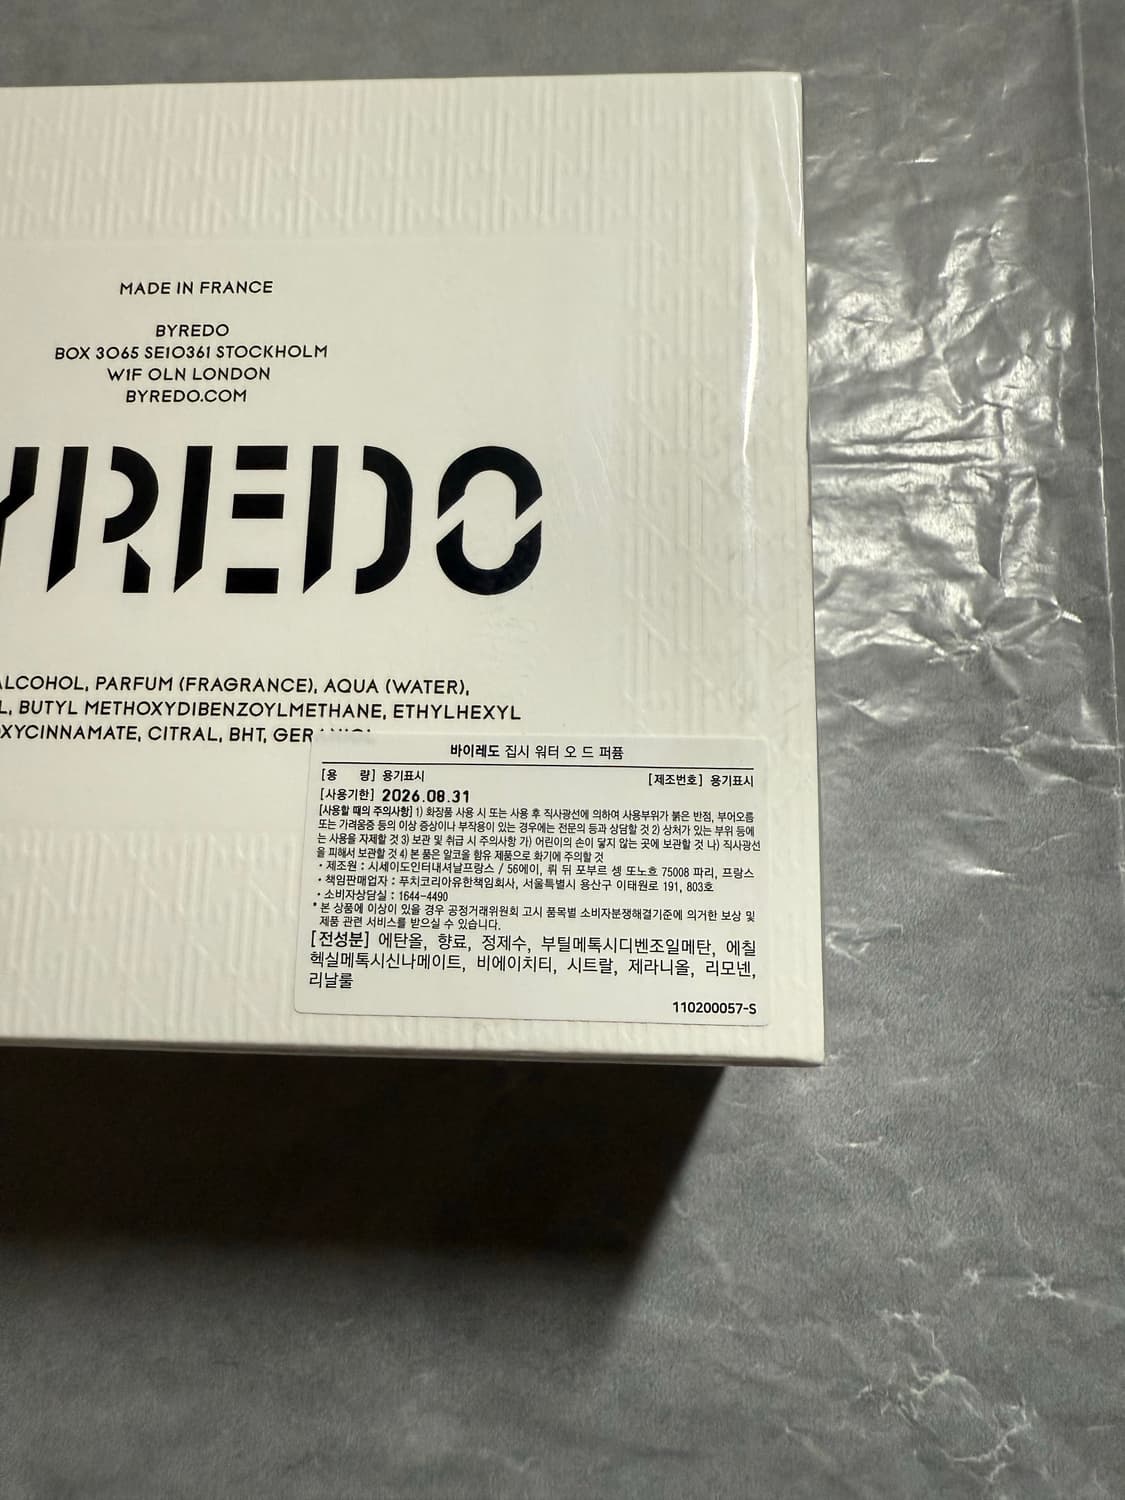 MADE IN FRANCE
BYREDO
BOX 3065 SE10361 STOCKHOLM
W1F OLN LONDON
BYREDO.COM
YREDO
ALCOHOL, PARFUM (FRAGRANCE), AQUA (WATER),
L, BUTYL METHOXYDIBENZOYLMETHANE, ETHYLHEXYL
OXYCINNAMATE, CITRAL, BHT, GERANIOL
바이레도 집시 워터 오 드 퍼퓸
[용 량] 용기표시 [제조번호] 용기표시
[사용기한] 2026.08.31
[사용할 때의 주의사항] 1) 화장품 사용 시 또는 사용 후 직사광선에 의하여 사용부위가 붉은 반점, 부어오름
또는 가려움증 등의 이상 증상이나 부작용이 있는 경우에는 전문의 등과 상담할 것 2) 상처가 있는 부위 등에
는 사용을 자제할 것 3) 보관 및 취급 시 주의사항 가) 어린이의 손이 닿지 않는 곳에 보관할 것 나) 직사광선
을 피해서 보관할 것 4) 본 품은 알코올 함유 제품으로 화기에 주의할 것
・제조원 : 시세이도인터내셔날프랑스 / 56에이, 뤼 뒤 포부르 셍 또노호 75008 파리, 프랑스
・책임판매업자 : 푸치코리아유한책임회사, 서울특별시 용산구 이태원로 191, 803호
・소비자상담실 : 1644-4490
* 본 상품에 이상이 있을 경우 공정거래위원회 고시 품목별 소비자분쟁해결기준에 의거한 보상 및
제품 관련 서비스를 받으실 수 있습니다.
[전성분] 에탄올, 향료, 정제수, 부틸메톡시디벤조일메탄, 에칠
헥실메톡시신나메이트, 비에이치티, 시트랄, 제라니올, 리모넨,
리날룰
110200057-S